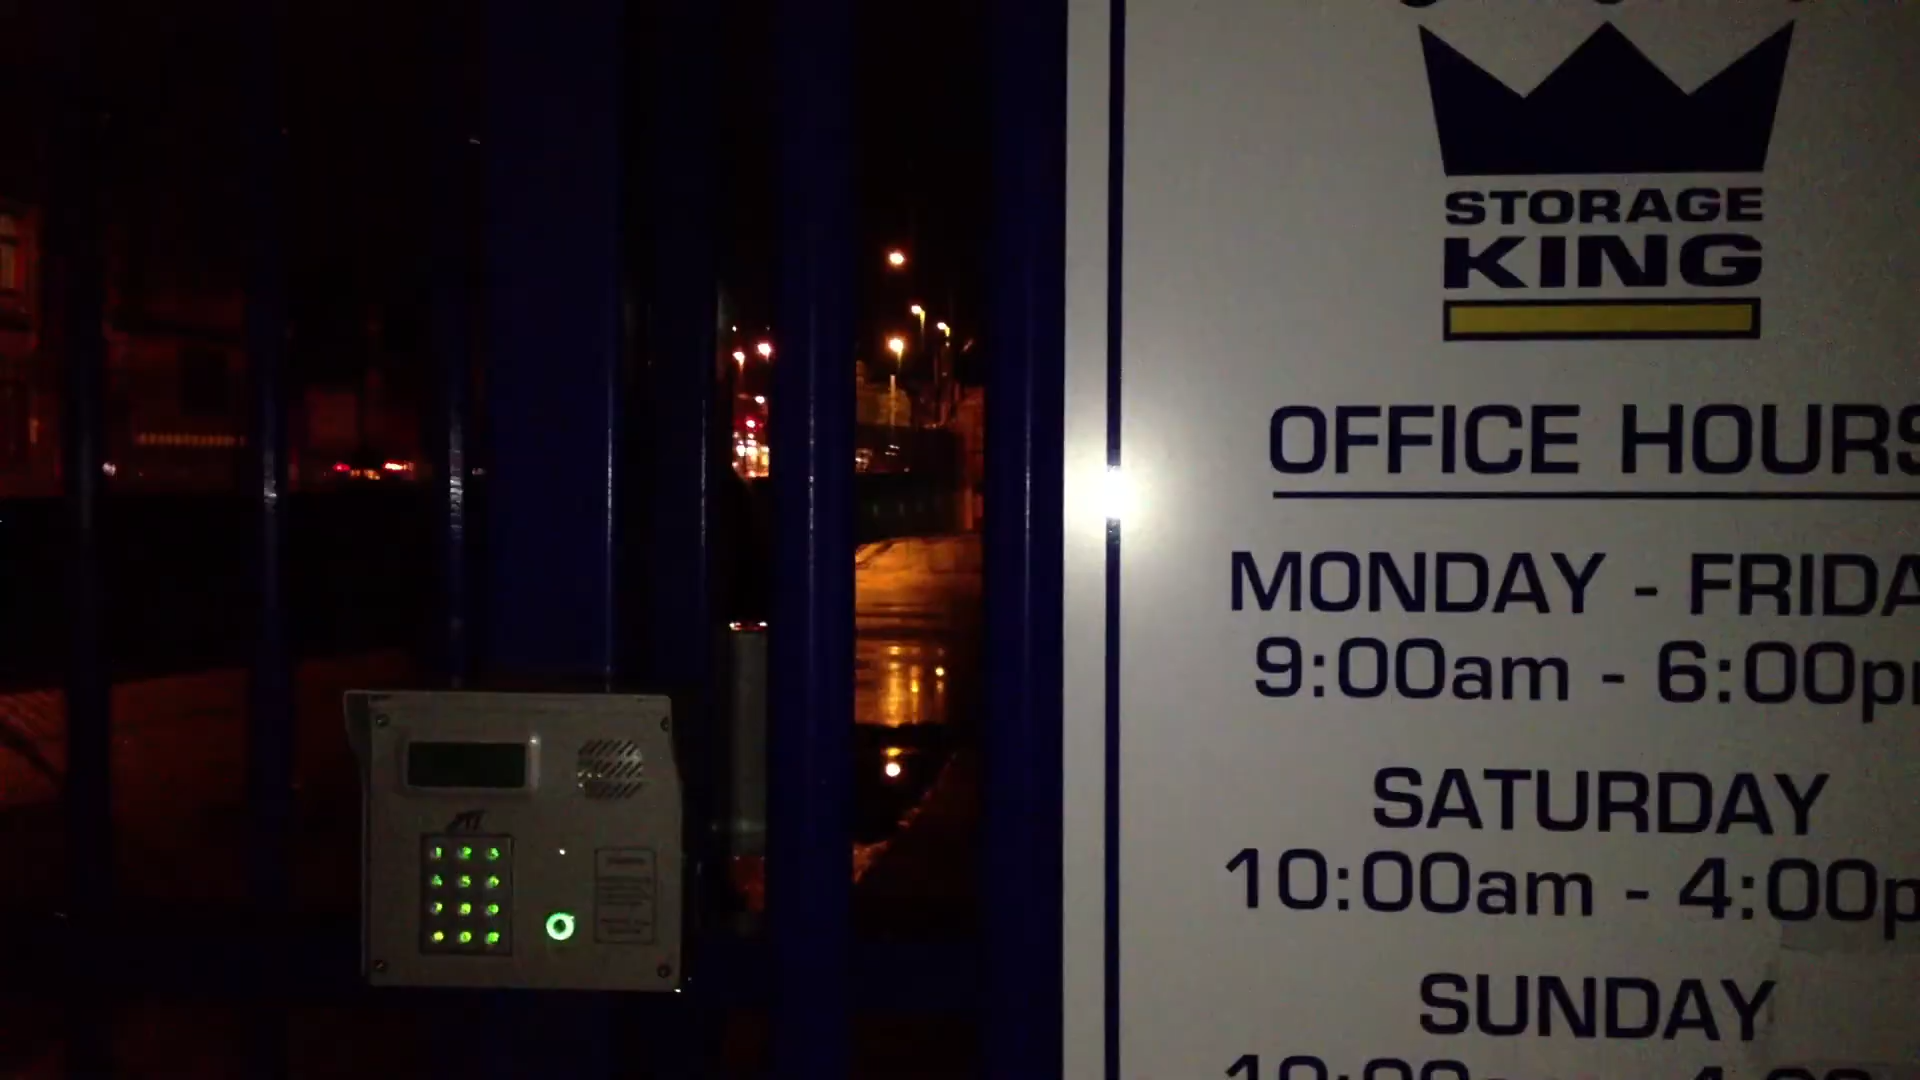 STORAGE
KING
OFFICE HOURS
MONDAY - FRIDA
9:00am - 6:00p
SATURDAY
10:00am - 4:00p
SUNDAY